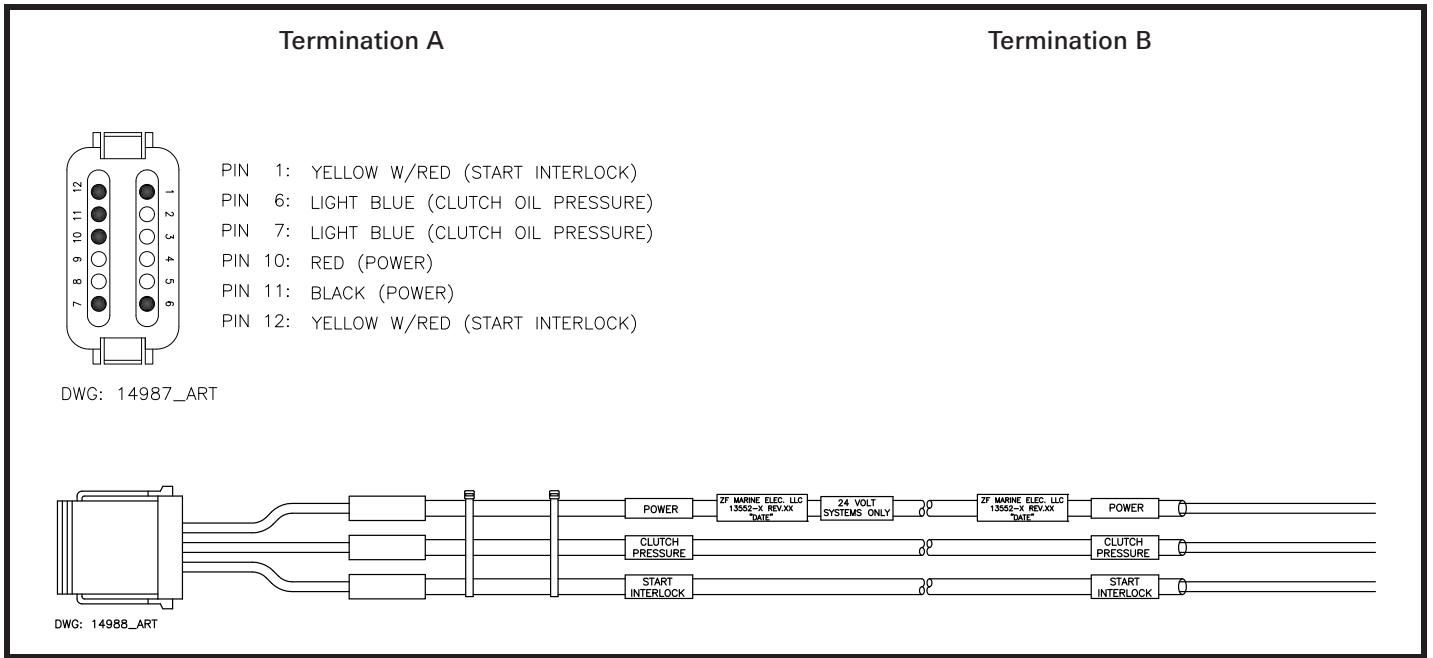 Termination A
Termination B
12
11
10
9
8
7
1
2
3
4
5
6
PIN 1: YELLOW W/RED (START INTERLOCK)
PIN 6: LIGHT BLUE (CLUTCH OIL PRESSURE)
PIN 7: LIGHT BLUE (CLUTCH OIL PRESSURE)
PIN 10: RED (POWER)
PIN 11: BLACK (POWER)
PIN 12: YELLOW W/RED (START INTERLOCK)
DWG: 14987_ART
POWER
ZF MARINE ELEC. LLC
13552-X REV.XX
"DATE"
24 VOLT
SYSTEMS ONLY
ZF MARINE ELEC. LLC
13552-X REV.XX
"DATE"
POWER
CLUTCH
PRESSURE
CLUTCH
PRESSURE
START
INTERLOCK
START
INTERLOCK
DWG: 14988_ART